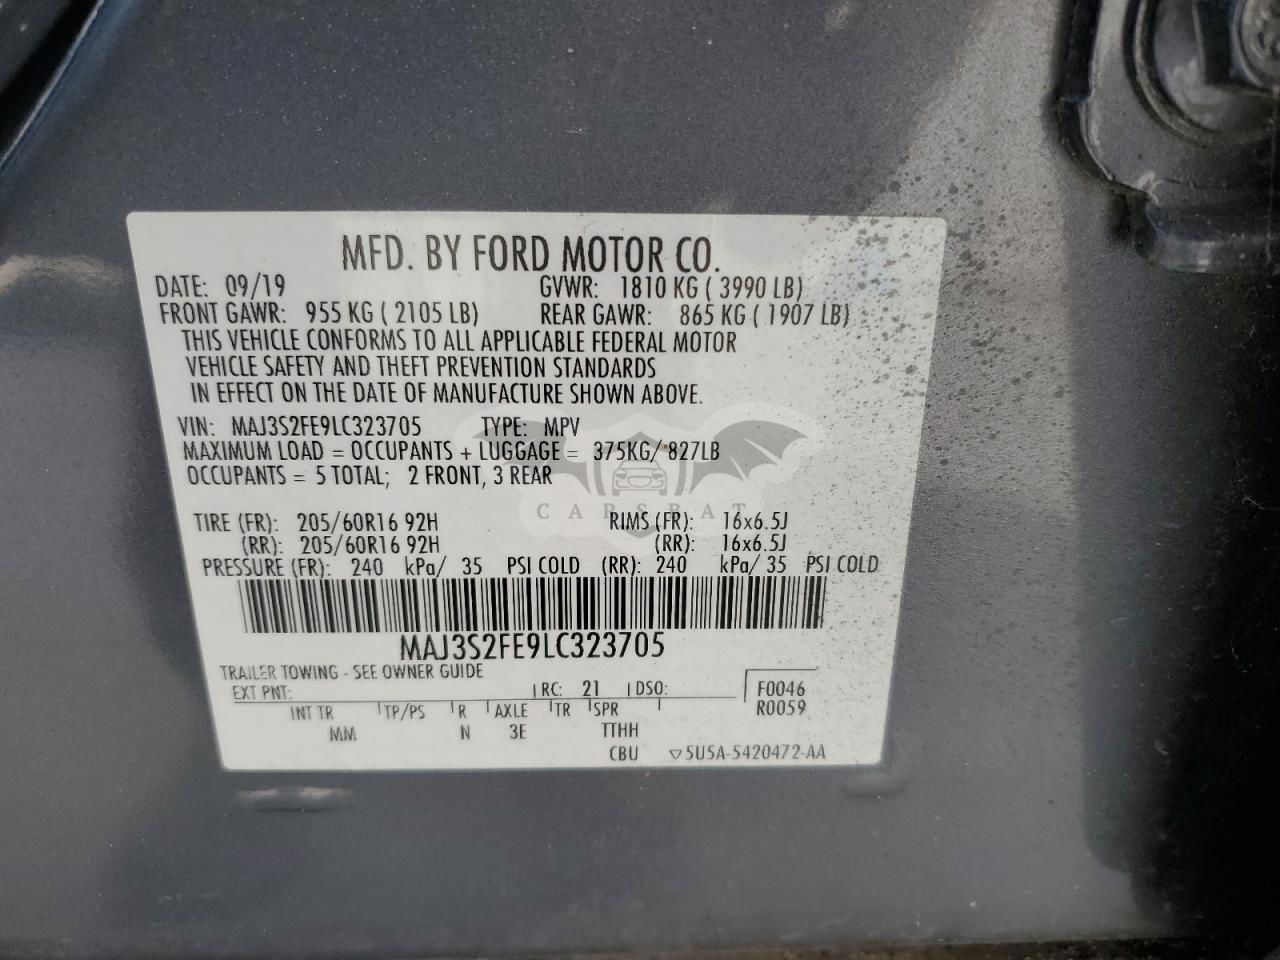 MFD. BY FORD MOTOR CO.
DATE: 09/19 GVWR: 1810 KG ( 3990 LB)
FRONT GAWR: 955 KG ( 2105 LB) REAR GAWR: 865 KG ( 1907 LB)
THIS VEHICLE CONFORMS TO ALL APPLICABLE FEDERAL MOTOR
VEHICLE SAFETY AND THEFT PREVENTION STANDARDS
IN EFFECT ON THE DATE OF MANUFACTURE SHOWN ABOVE.
VIN: MAJ3S2FE9LC323705 TYPE: MPV
MAXIMUM LOAD = OCCUPANTS + LUGGAGE = 375KG/ 827LB
OCCUPANTS = 5 TOTAL; 2 FRONT, 3 REAR
CARSBAT
TIRE (FR): 205/60R16 92H RIMS (FR): 16x6.5J
(RR): 205/60R16 92H (RR): 16x6.5J
PRESSURE (FR): 240 kPa/ 35 PSI COLD (RR): 240 kPa/ 35 PSI COLD
MAJ3S2FE9LC323705
TRAILER TOWING - SEE OWNER GUIDE
EXT PNT: RC: 21 DSO: F0046
INT TR TP/PS R AXLE TR SPR R0059
MM N 3E TTHH
CBU ▽5U5A-5420472-AA